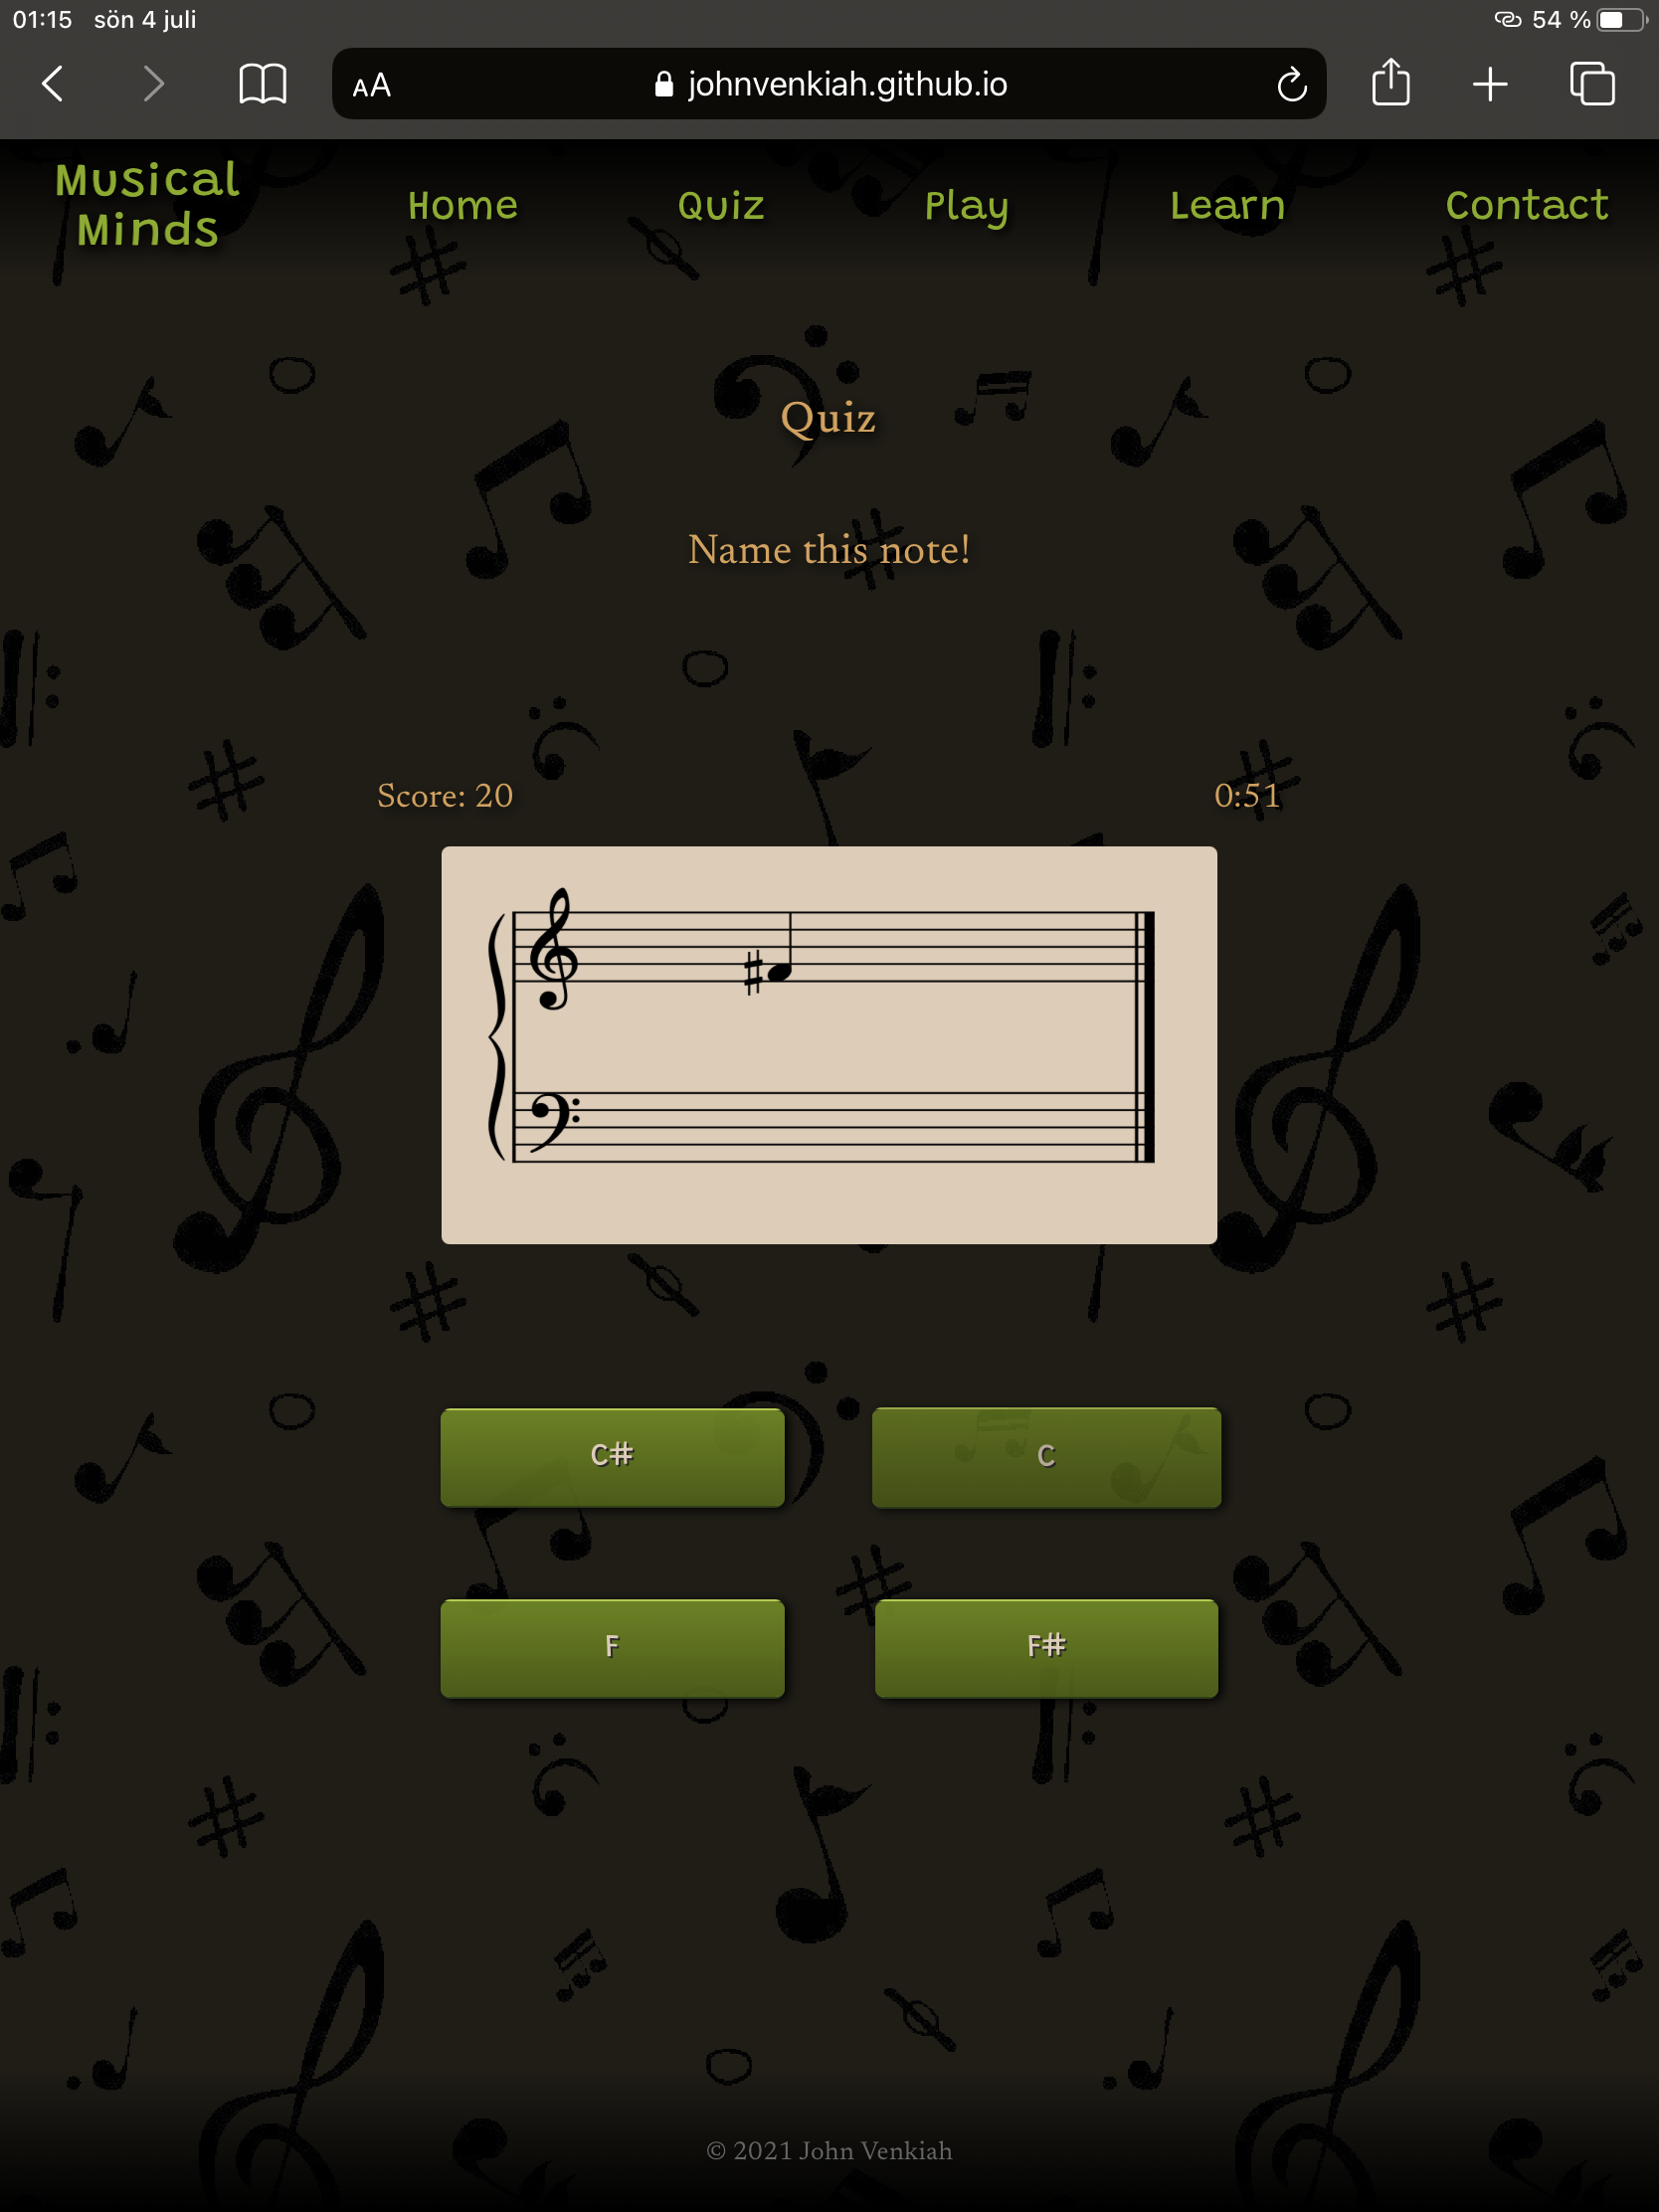 01:15 sön 4 juli 54 %
AA johnvenkiah.github.io
Musical
Minds
Home Quiz Play Learn Contact
Quiz
Name this note!
Score: 20 0:51
C# C
F F#
© 2021 John Venkiah